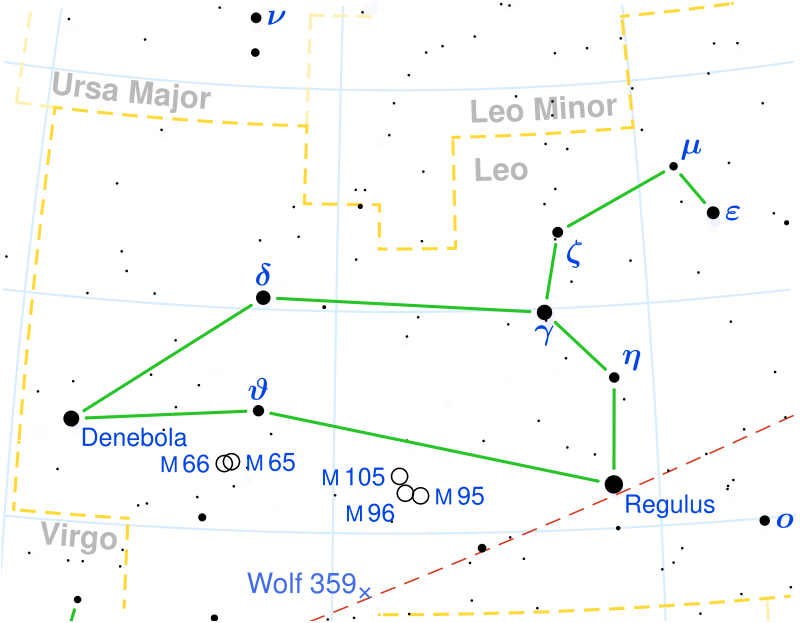 ν
Ursa Major
Leo Minor
Leo
μ
ε
ζ
δ
γ
η
ϑ
Denebola
M 66
M 65
M 105
M 95
M 96
Regulus
ο
Virgo
Wolf 359